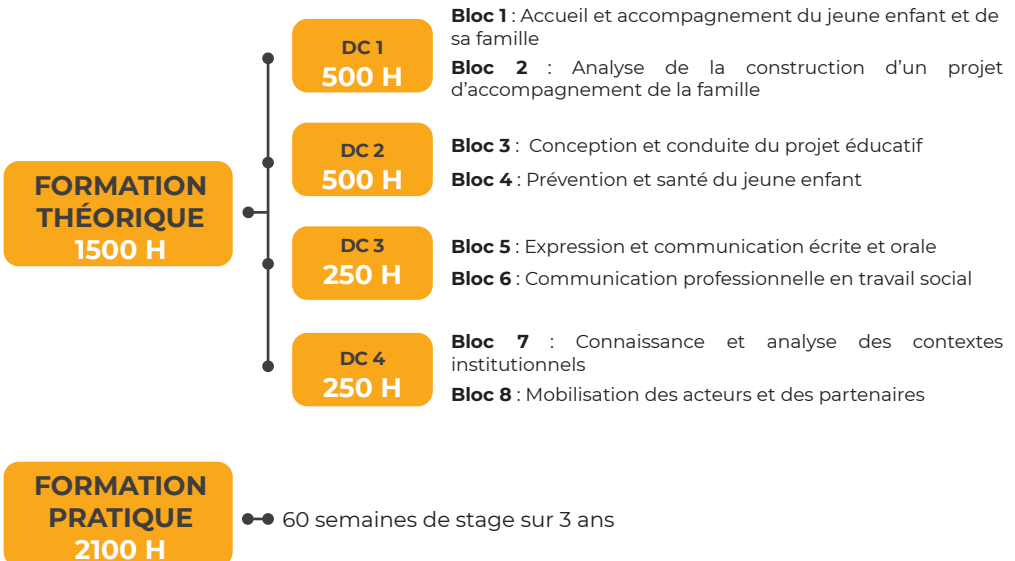 FORMATION
THÉORIQUE
1500 H
DC 1
500 H
Bloc 1 : Accueil et accompagnement du jeune enfant et de
sa famille
Bloc 2 : Analyse de la construction d’un projet
d’accompagnement de la famille
DC 2
500 H
Bloc 3 : Conception et conduite du projet éducatif
Bloc 4 : Prévention et santé du jeune enfant
DC 3
250 H
Bloc 5 : Expression et communication écrite et orale
Bloc 6 : Communication professionnelle en travail social
DC 4
250 H
Bloc 7 : Connaissance et analyse des contextes
institutionnels
Bloc 8 : Mobilisation des acteurs et des partenaires
FORMATION
PRATIQUE
2100 H
60 semaines de stage sur 3 ans